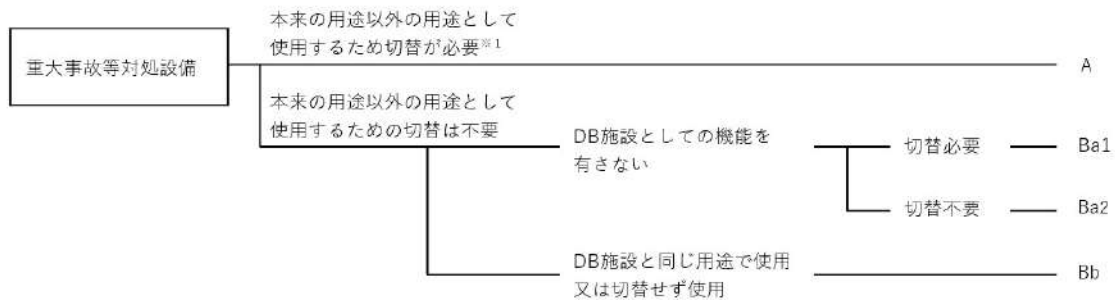 本来の用途以外の用途として
使用するため切替が必要※1
重大事故等対処設備
A
本来の用途以外の用途として
使用するための切替は不要
DB施設としての機能を
有さない
切替必要
Ba1
切替不要
Ba2
DB施設と同じ用途で使用
又は切替せず使用
Bb